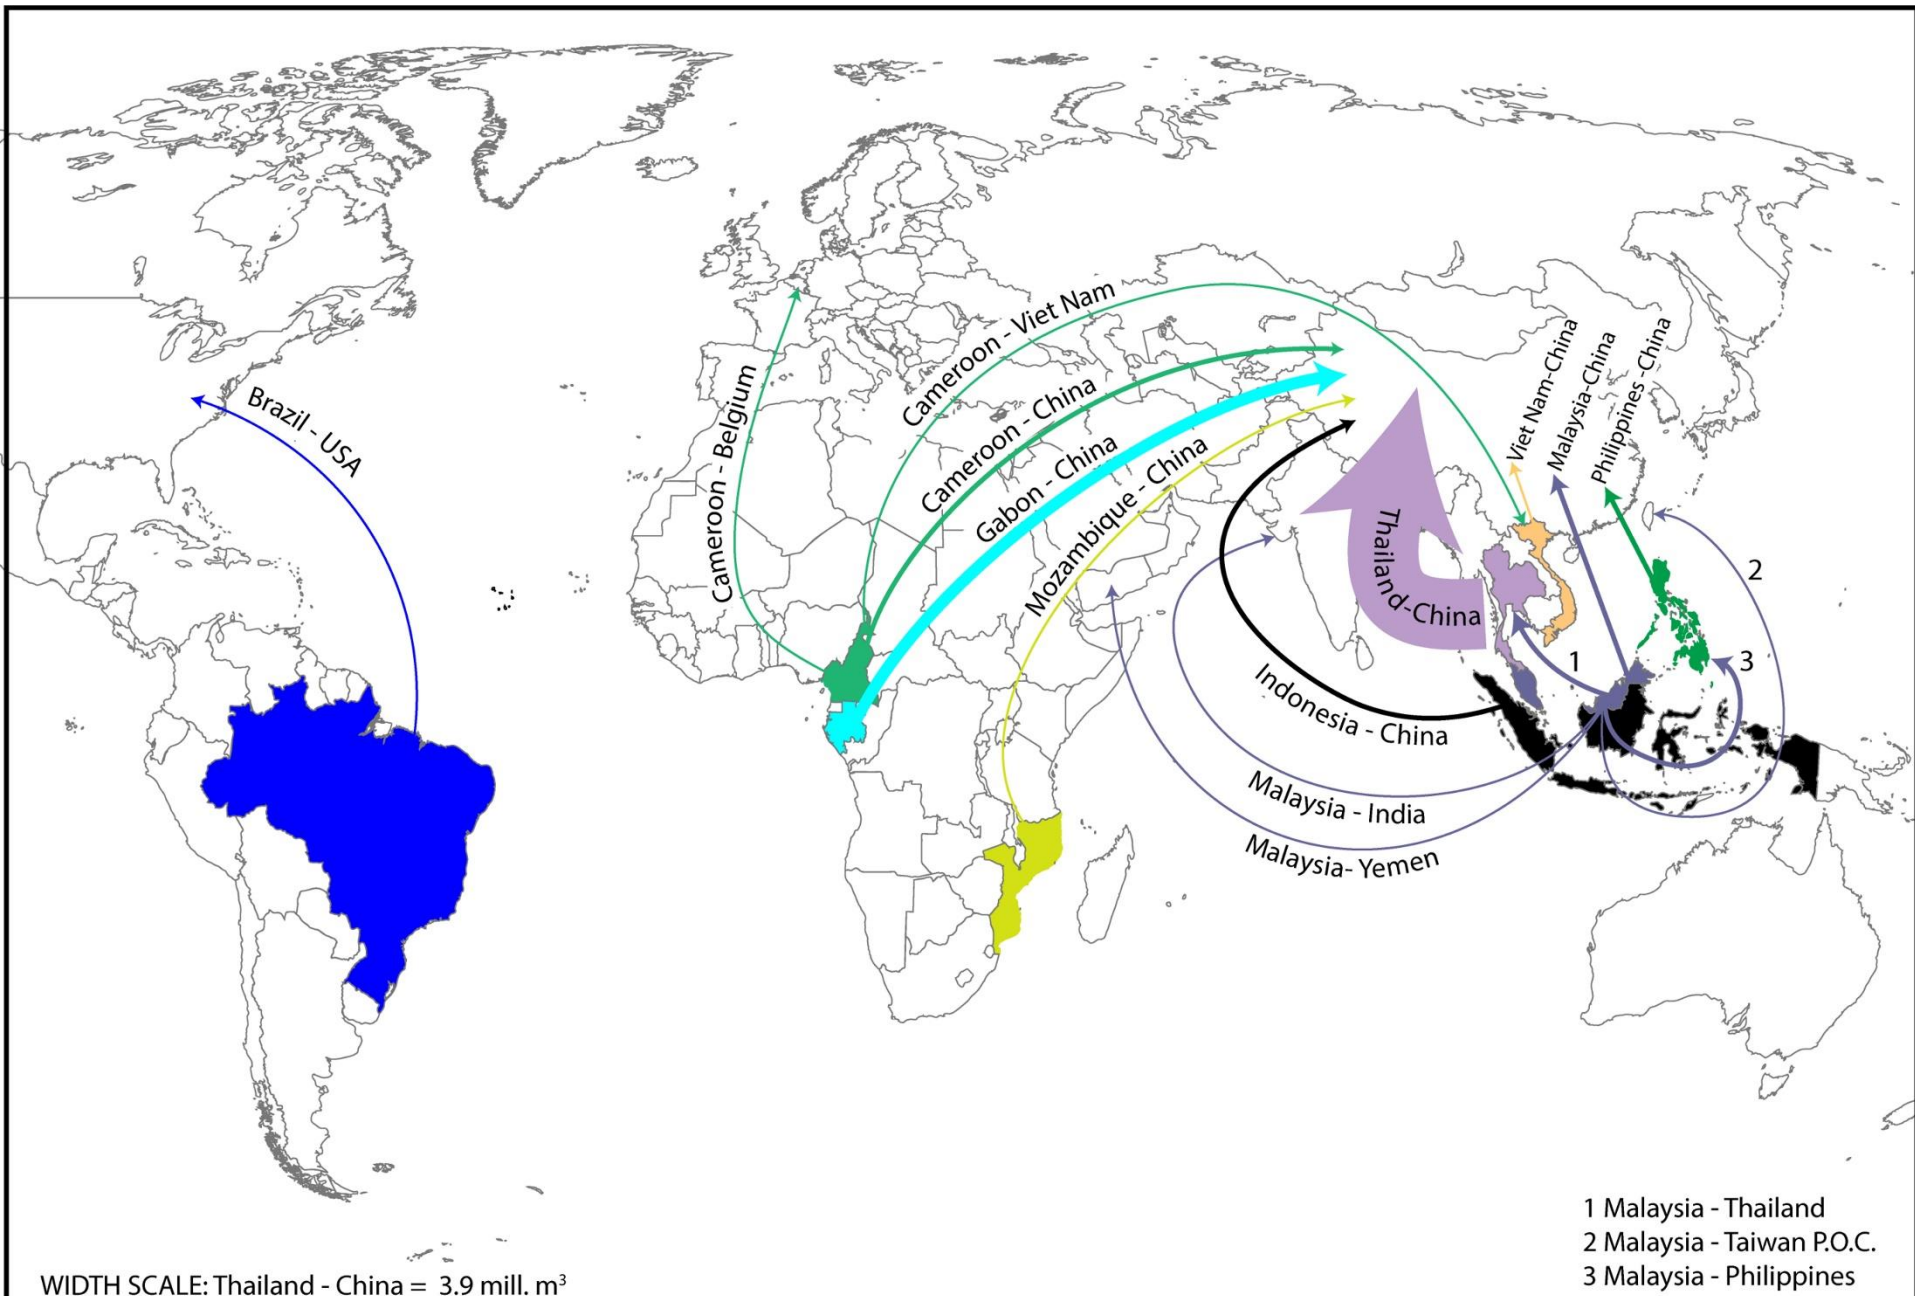 Brazil - USA
Cameroon - Belgium
Cameroon - Viet Nam
Cameroon - China
Gabon - China
Mozambique - China
Thailand-China
Viet Nam-China
Malaysia-China
Philippines -China
2
1
3
Indonesia - China
Malaysia - India
Malaysia- Yemen
1 Malaysia - Thailand
2 Malaysia - Taiwan P.O.C.
3 Malaysia - Philippines
WIDTH SCALE: Thailand - China = 3.9 mill. m³